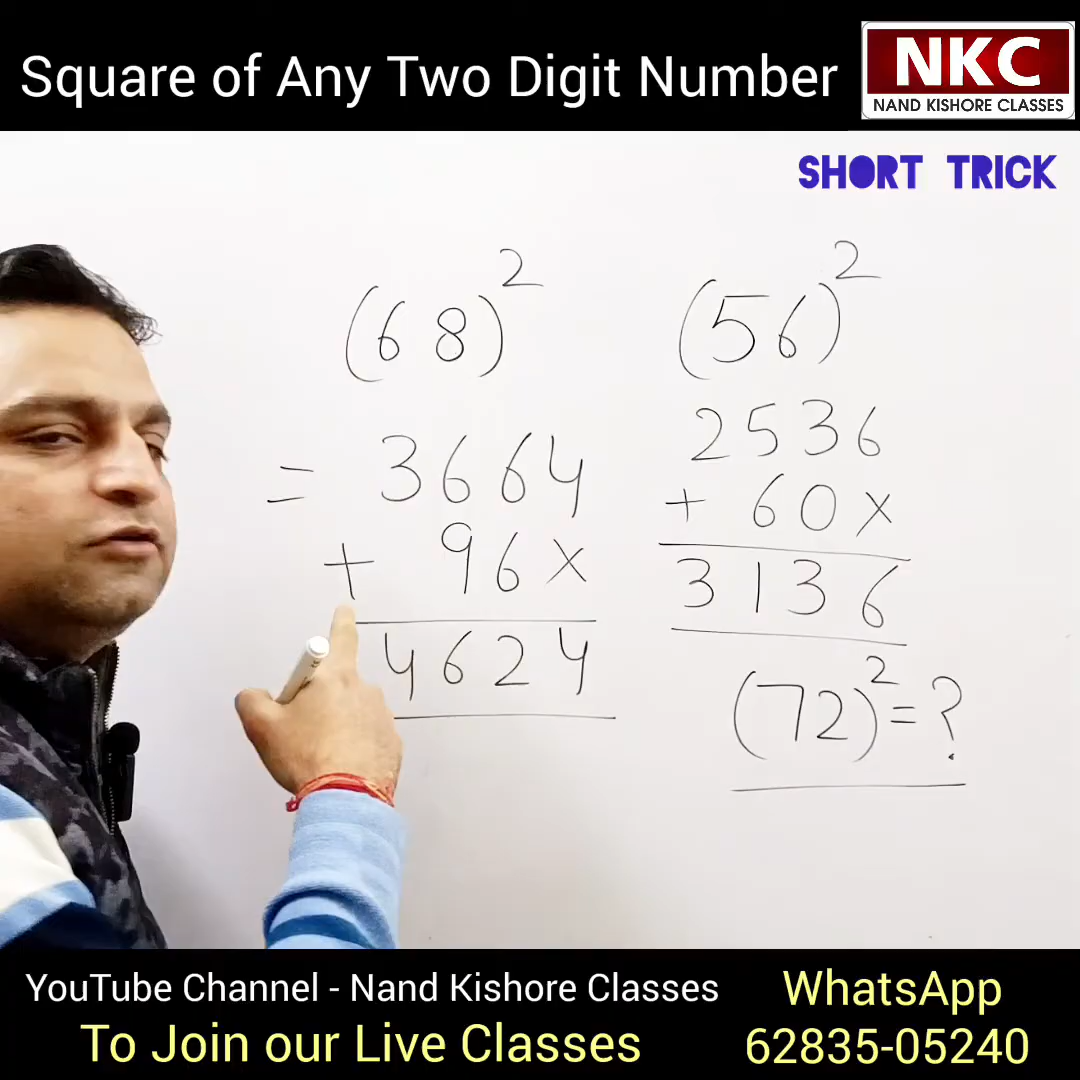 Square of Any Two Digit Number
NKC
NAND KISHORE CLASSES
SHORT TRICK
(68)²
= 3664
+ 96×
4624
(56)²
2536
+ 60×
3136
(72)² = ?
YouTube Channel - Nand Kishore Classes
To Join our Live Classes
WhatsApp
62835-05240